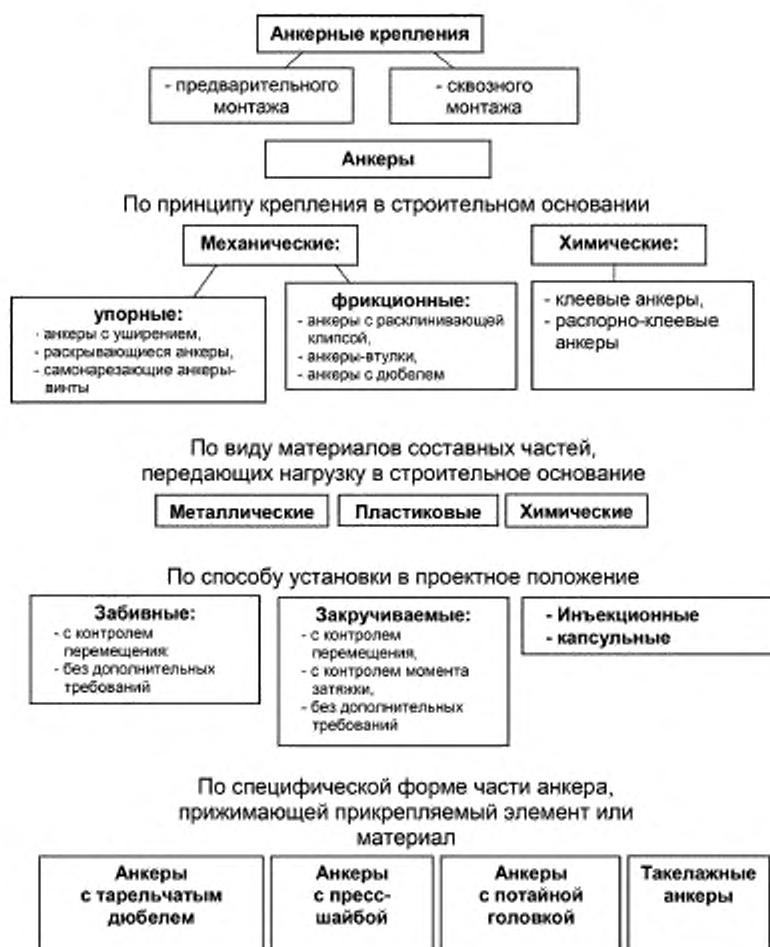 Анкерные крепления
- предварительного
монтажа
- сквозного
монтажа
Анкеры
По принципу крепления в строительном основании
Механические:
упорные:
- анкеры с уширением,
- раскрывающиеся анкеры,
- самонарезающие анкеры-
винты
фрикционные:
- анкеры с расклинивающей
клипсой,
- анкеры-втулки,
- анкеры с дюбелем
Химические:
- клеевые анкеры,
- распорно-клеевые
анкеры
По виду материалов составных частей,
передающих нагрузку в строительное основание
Металлические
Пластиковые
Химические
По способу установки в проектное положение
Забивные:
- с контролем
перемещения:
- без дополнительных
требований
Закручиваемые:
- с контролем
перемещения,
- с контролем момента
затяжки,
- без дополнительных
требований
- Инъекционные
- капсульные
По специфической форме части анкера,
прижимающей прикрепляемый элемент или
материал
Анкеры
с тарельчатым
дюбелем
Анкеры
с пресс-
шайбой
Анкеры
с потайной
головкой
Такелажные
анкеры